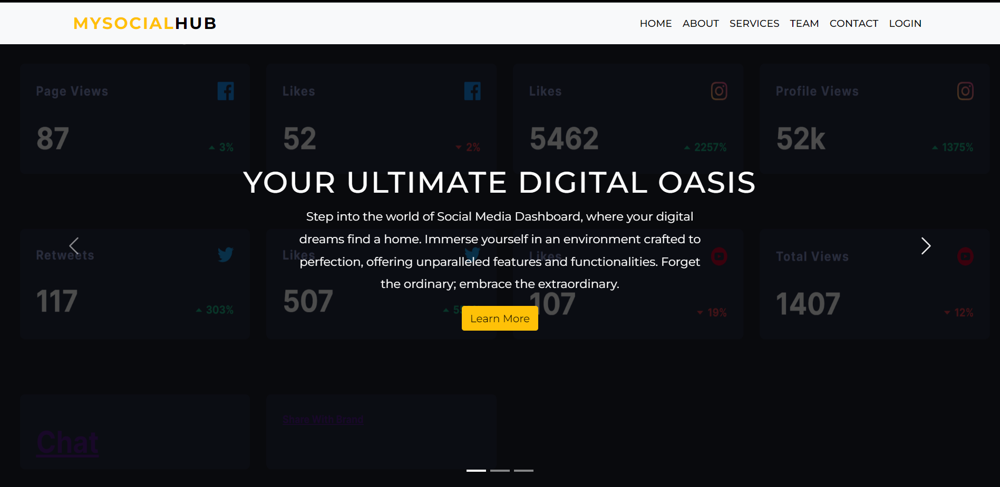 MYSOCIALHUB
HOME ABOUT SERVICES TEAM CONTACT LOGIN
Page Views
87
3%
Likes
52
2%
Likes
5462
2257%
Profile Views
52k
1375%
YOUR ULTIMATE DIGITAL OASIS
Step into the world of Social Media Dashboard, where your digital
dreams find a home. Immerse yourself in an environment crafted to
perfection, offering unparalleled features and functionalities. Forget
the ordinary; embrace the extraordinary.
Learn More
Retweets
117
303%
Likes
507
Likes
107
19%
Total Views
1407
12%
Chat
Share With Brand